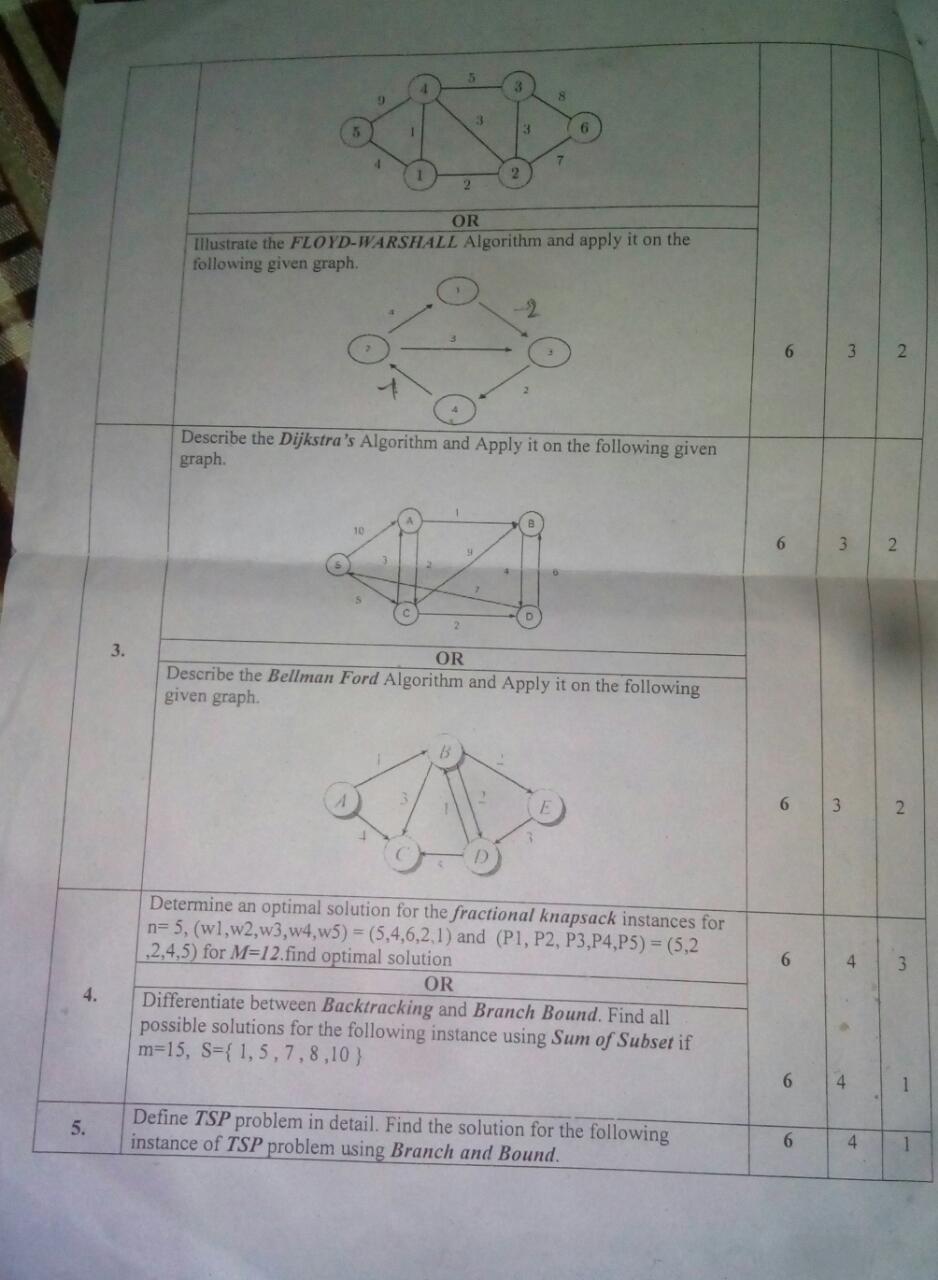 5
9
4
3
8
5
1
3
3
6
4
1
2
7
2
OR
Illustrate the FLOYD-WARSHALL Algorithm and apply it on the
following given graph.
1
4
-2
2
3
3
-1
2
4
6 3 2
Describe the Dijkstra's Algorithm and Apply it on the following given
graph.
A
1
B
10
9
S
3
2
4
6
7
5
C
D
2
6 3 2
3.
OR
Describe the Bellman Ford Algorithm and Apply it on the following
given graph.
B
1
2
A
3
1
2
E
4
3
C
5
D
6 3 2
4.
Determine an optimal solution for the fractional knapsack instances for
n= 5, (w1,w2,w3,w4,w5) = (5,4,6,2,1) and (P1, P2, P3,P4,P5) = (5,2
,2,4,5) for M=12.find optimal solution
6 4 3
OR
Differentiate between Backtracking and Branch Bound. Find all
possible solutions for the following instance using Sum of Subset if
m=15, S={ 1, 5 , 7 , 8 ,10 }
6 4 1
5.
Define TSP problem in detail. Find the solution for the following
instance of TSP problem using Branch and Bound.
6 4 1